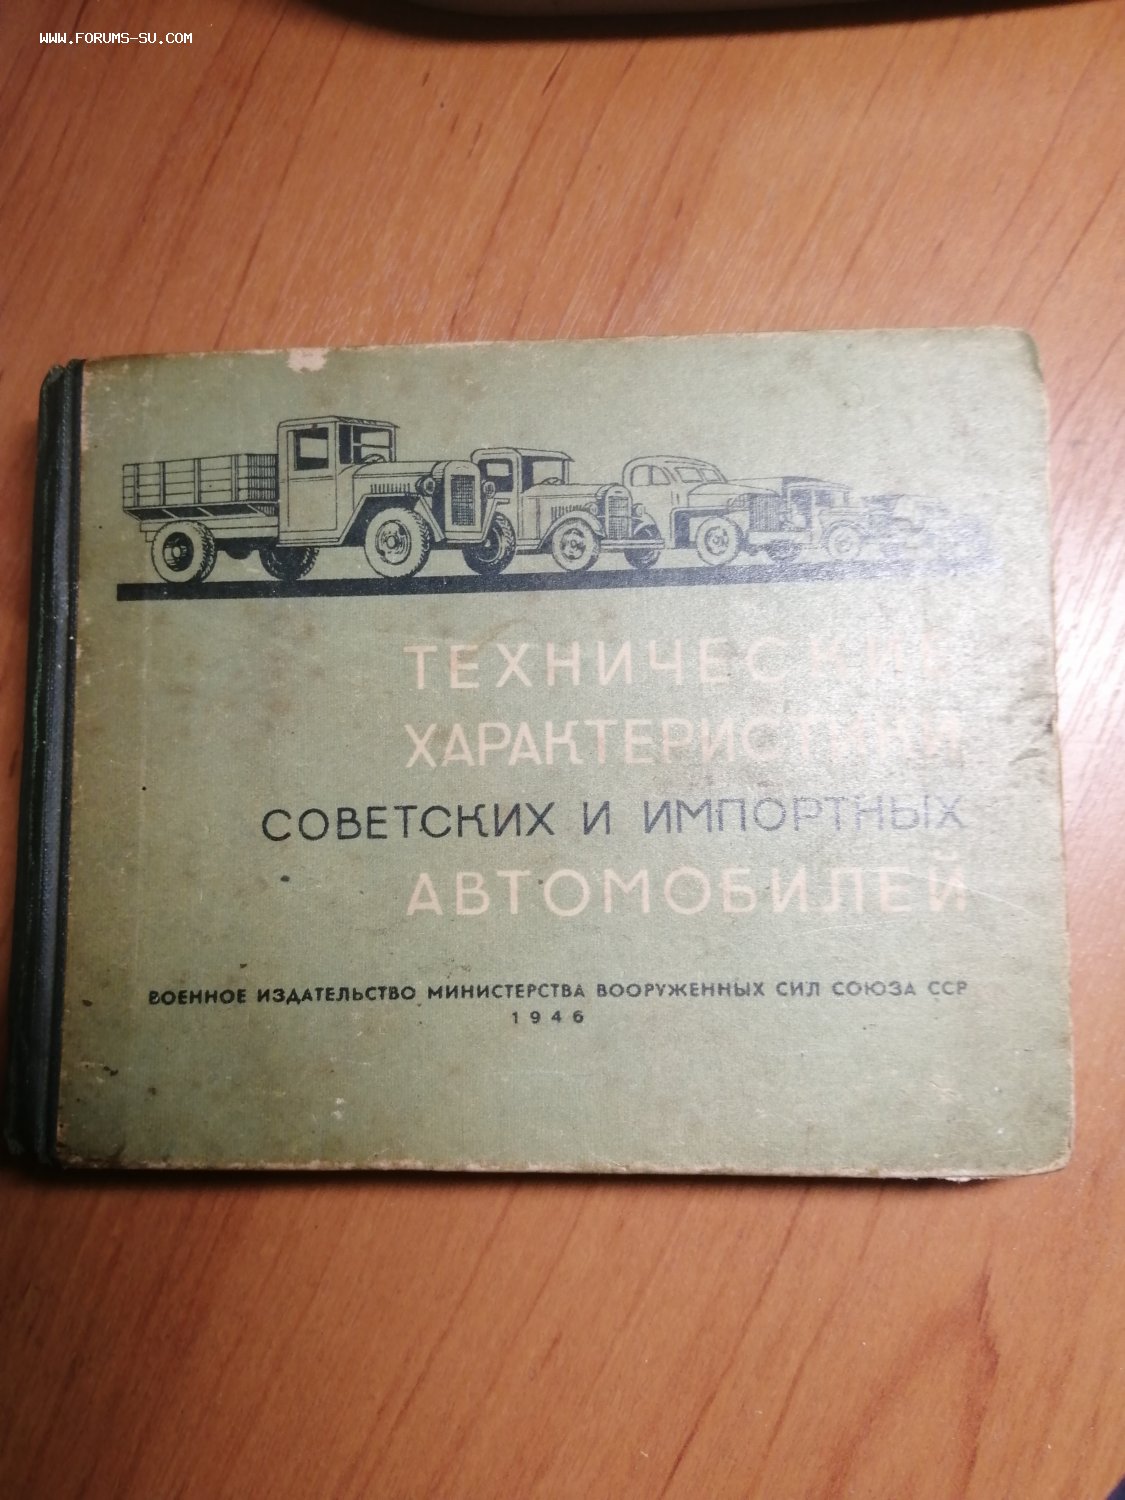 WWW.FORUMS-SU.COM
ТЕХНИЧЕСКИЕ
ХАРАКТЕРИСТИКИ
СОВЕТСКИХ И ИМПОРТНЫХ
АВТОМОБИЛЕЙ
ВОЕННОЕ ИЗДАТЕЛЬСТВО МИНИСТЕРСТВА ВООРУЖЕННЫХ СИЛ СОЮЗА ССР
1946